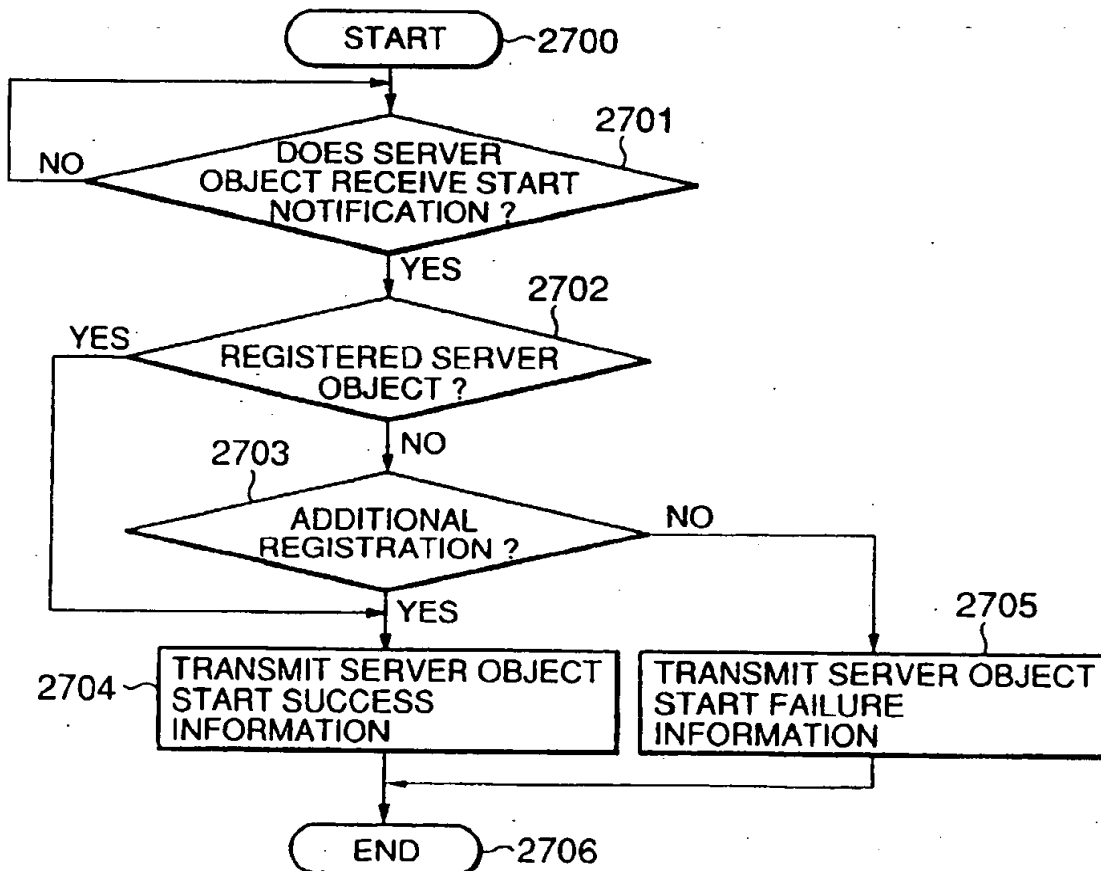 START
2700
2701
NO
DOES SERVER
OBJECT RECEIVE START
NOTIFICATION ?
YES
2702
YES
REGISTERED SERVER
OBJECT ?
NO
2703
ADDITIONAL
REGISTRATION ?
NO
YES
2705
2704
TRANSMIT SERVER OBJECT
START SUCCESS
INFORMATION
TRANSMIT SERVER OBJECT
START FAILURE
INFORMATION
END
2706